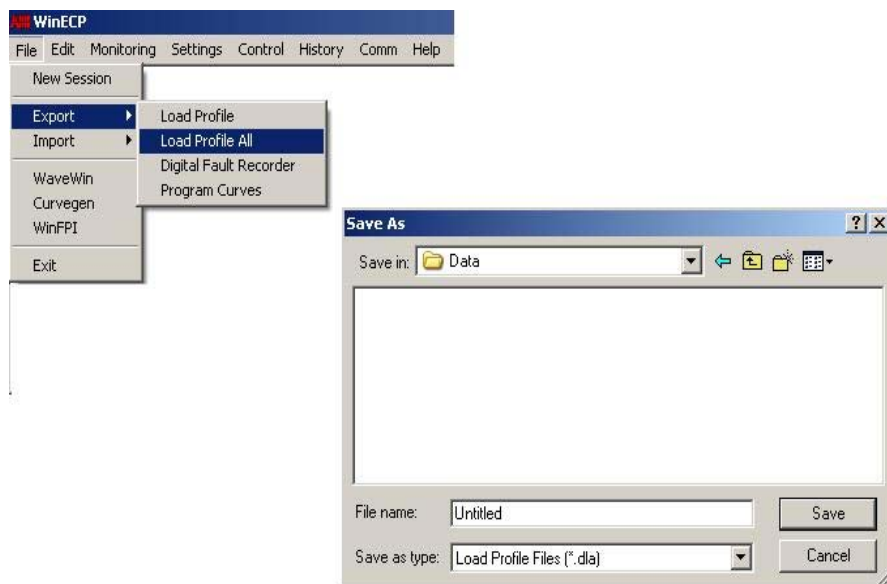 ABB WinECP
File Edit Monitoring Settings Control History Comm Help
New Session
Export
Import
WaveWin
Curvegen
WinFPI
Exit
Load Profile
Load Profile All
Digital Fault Recorder
Program Curves
Save As
? X
Save in: Data
File name: Untitled
Save
Save as type: Load Profile Files (*.dla)
Cancel